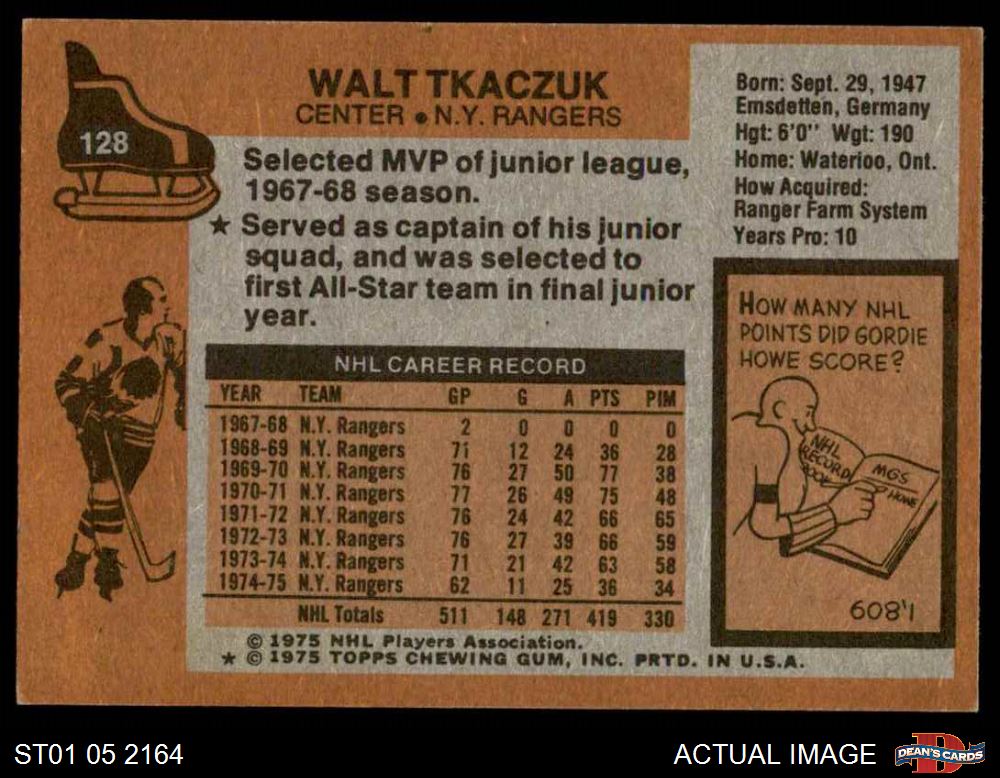 128
WALT TKACZUK
CENTER • N.Y. RANGERS
Selected MVP of junior league,
1967-68 season.
★ Served as captain of his junior
squad, and was selected to
first All-Star team in final junior
year.
Born: Sept. 29, 1947
Emsdetten, Germany
Hgt: 6'0" Wgt: 190
Home: Waterloo, Ont.
How Acquired:
Ranger Farm System
Years Pro: 10
NHL CAREER RECORD
YEAR TEAM GP G A PTS PIM
1967-68 N.Y. Rangers 2 0 0 0 0
1968-69 N.Y. Rangers 71 12 24 36 28
1969-70 N.Y. Rangers 76 27 50 77 38
1970-71 N.Y. Rangers 77 26 49 75 48
1971-72 N.Y. Rangers 76 24 42 66 65
1972-73 N.Y. Rangers 76 27 39 66 59
1973-74 N.Y. Rangers 71 21 42 63 58
1974-75 N.Y. Rangers 62 11 25 36 34
NHL Totals 511 148 271 419 330
HOW MANY NHL
POINTS DID GORDIE
HOWE SCORE?
NHL
RECORD
BOOK
MGS
HOWE
1,809
© 1975 NHL Players Association.
★ © 1975 TOPPS CHEWING GUM, INC. PRTD. IN U.S.A.
ST01 05 2164
ACTUAL IMAGE
D
DEAN'S CARDS